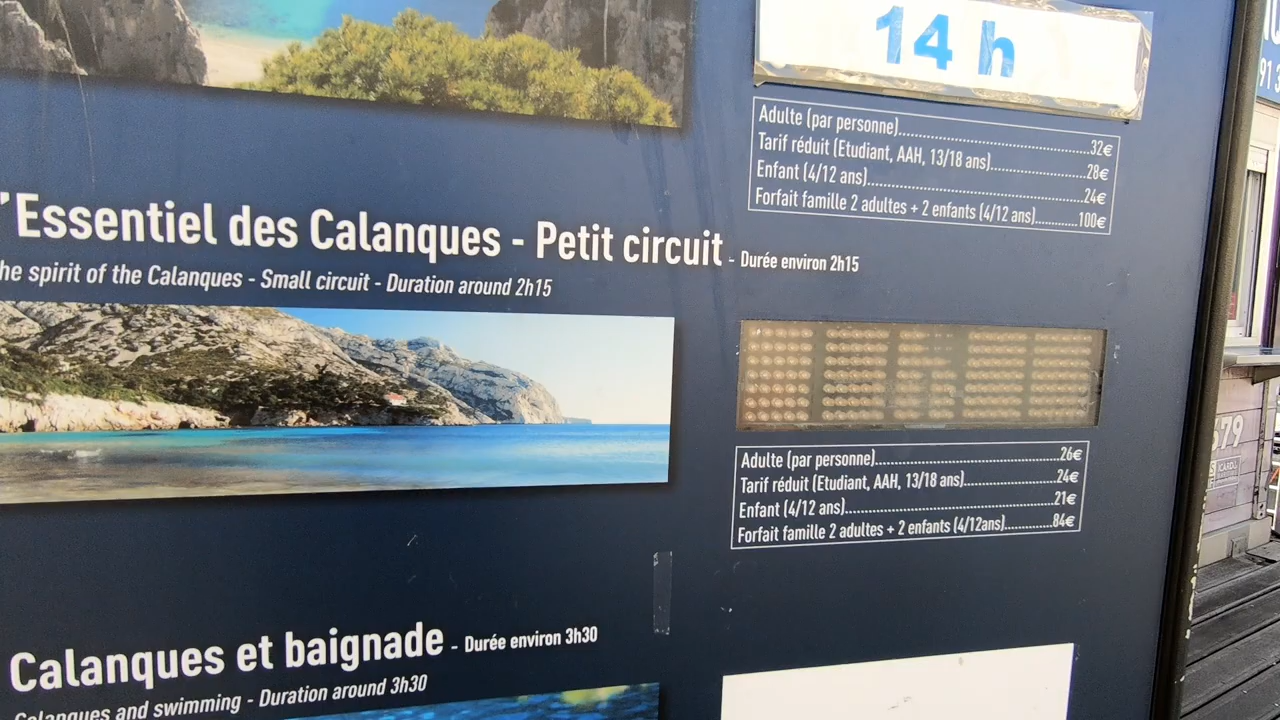 14 h
Adulte (par personne)..........32€
Tarif réduit (Etudiant, AAH, 13/18 ans)..........28€
Enfant (4/12 ans)..........24€
Forfait famille 2 adultes + 2 enfants (4/12 ans)..........100€
'Essentiel des Calanques - Petit circuit - Durée environ 2h15
he spirit of the Calanques - Small circuit - Duration around 2h15
Adulte (par personne)..........26€
Tarif réduit (Etudiant, AAH, 13/18 ans)..........24€
Enfant (4/12 ans)..........21€
Forfait famille 2 adultes + 2 enfants (4/12ans)..........84€
Calanques et baignade - Durée environ 3h30
Calanques and swimming - Duration around 3h30